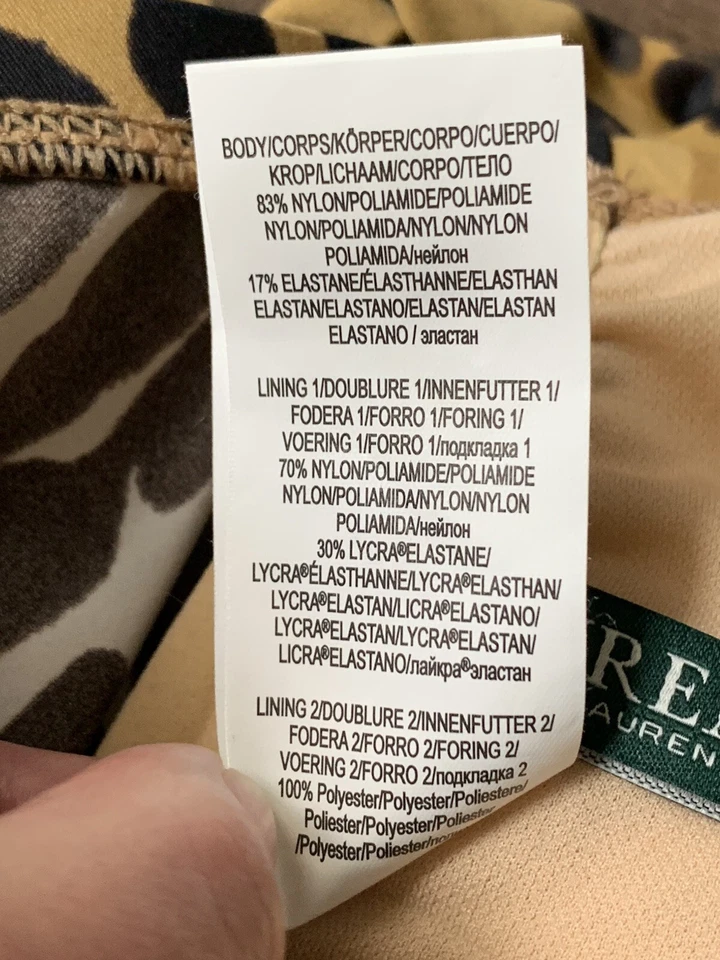 BODY/CORPS/KÖRPER/CORPO/CUERPO/
KROP/LICHAAM/CORPO/ТЕЛО
83% NYLON/POLIAMIDE/POLIAMIDE
NYLON/POLIAMIDA/NYLON/NYLON
POLIAMIDA/нейлон
17% ELASTANE/ÉLASTHANNE/ELASTHAN
ELASTAN/ELASTANO/ELASTAN/ELASTAN
ELASTANO / эластан
LINING 1/DOUBLURE 1/INNENFUTTER 1/
FODERA 1/FORRO 1/FORING 1/
VOERING 1/FORRO 1/подкладка 1
70% NYLON/POLIAMIDE/POLIAMIDE
NYLON/POLIAMIDA/NYLON/NYLON
POLIAMIDA/нейлон
30% LYCRA®ELASTANE/
LYCRA®ÉLASTHANNE/LYCRA®ELASTHAN/
LYCRA®ELASTAN/LICRA®ELASTANO/
LYCRA®ELASTAN/LYCRA®ELASTAN/
LICRA®ELASTANO/лайкра®эластан
LINING 2/DOUBLURE 2/INNENFUTTER 2/
FODERA 2/FORRO 2/FORING 2/
VOERING 2/FORRO 2/подкладка 2
100% Polyester/Polyester/Poliestere/
Poliester/Polyester/Poliester
/Polyester/Poliester/
RE
AUREN